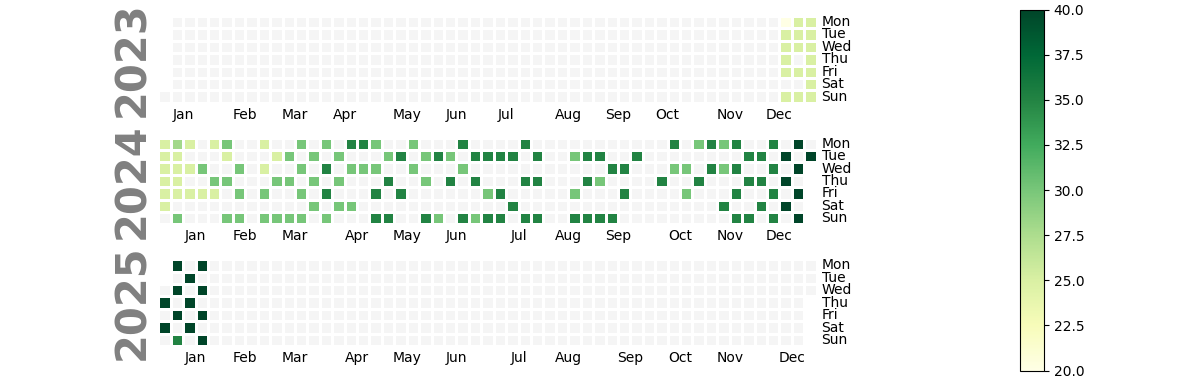 2023
Mon
Tue
Wed
Thu
Fri
Sat
Sun
Jan Feb Mar Apr May Jun Jul Aug Sep Oct Nov Dec
2024
Mon
Tue
Wed
Thu
Fri
Sat
Sun
Jan Feb Mar Apr May Jun Jul Aug Sep Oct Nov Dec
2025
Mon
Tue
Wed
Thu
Fri
Sat
Sun
Jan Feb Mar Apr May Jun Jul Aug Sep Oct Nov Dec
40.0
37.5
35.0
32.5
30.0
27.5
25.0
22.5
20.0